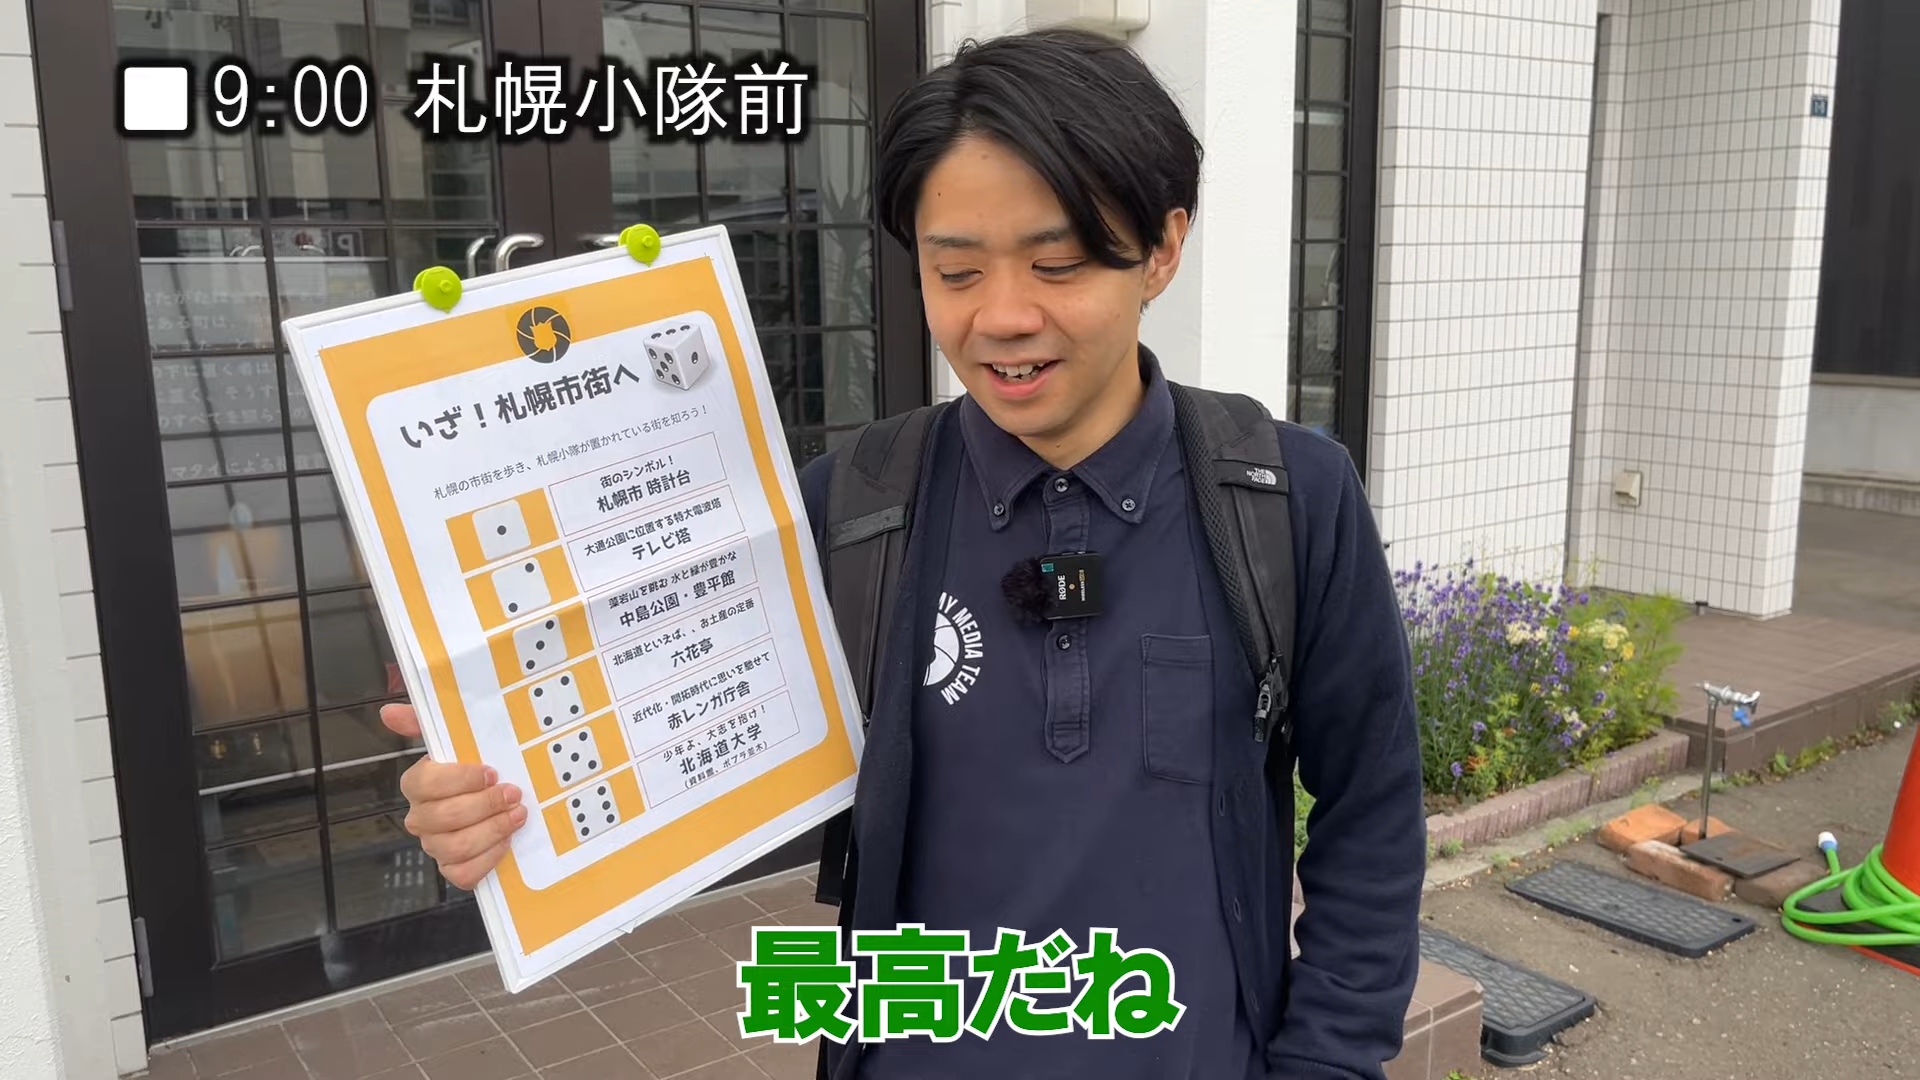 ■9:00 札幌小隊前
いざ！札幌市街へ
札幌の市街を歩き、札幌小隊が置かれている街を知ろう！
街のシンボル！
札幌市 時計台
大通公園に位置する特大電波塔
テレビ塔
藻岩山を眺む 水と緑が豊かな
中島公園・豊平館
北海道といえば、、お土産の定番
六花亭
近代化・開拓時代に思いを馳せて
赤レンガ庁舎
少年よ、大志を抱け！
北海道大学
(資料館、ポプラ並木)
THE NORTH FACE
RØDE
MY MEDIA TEAM
最高だね